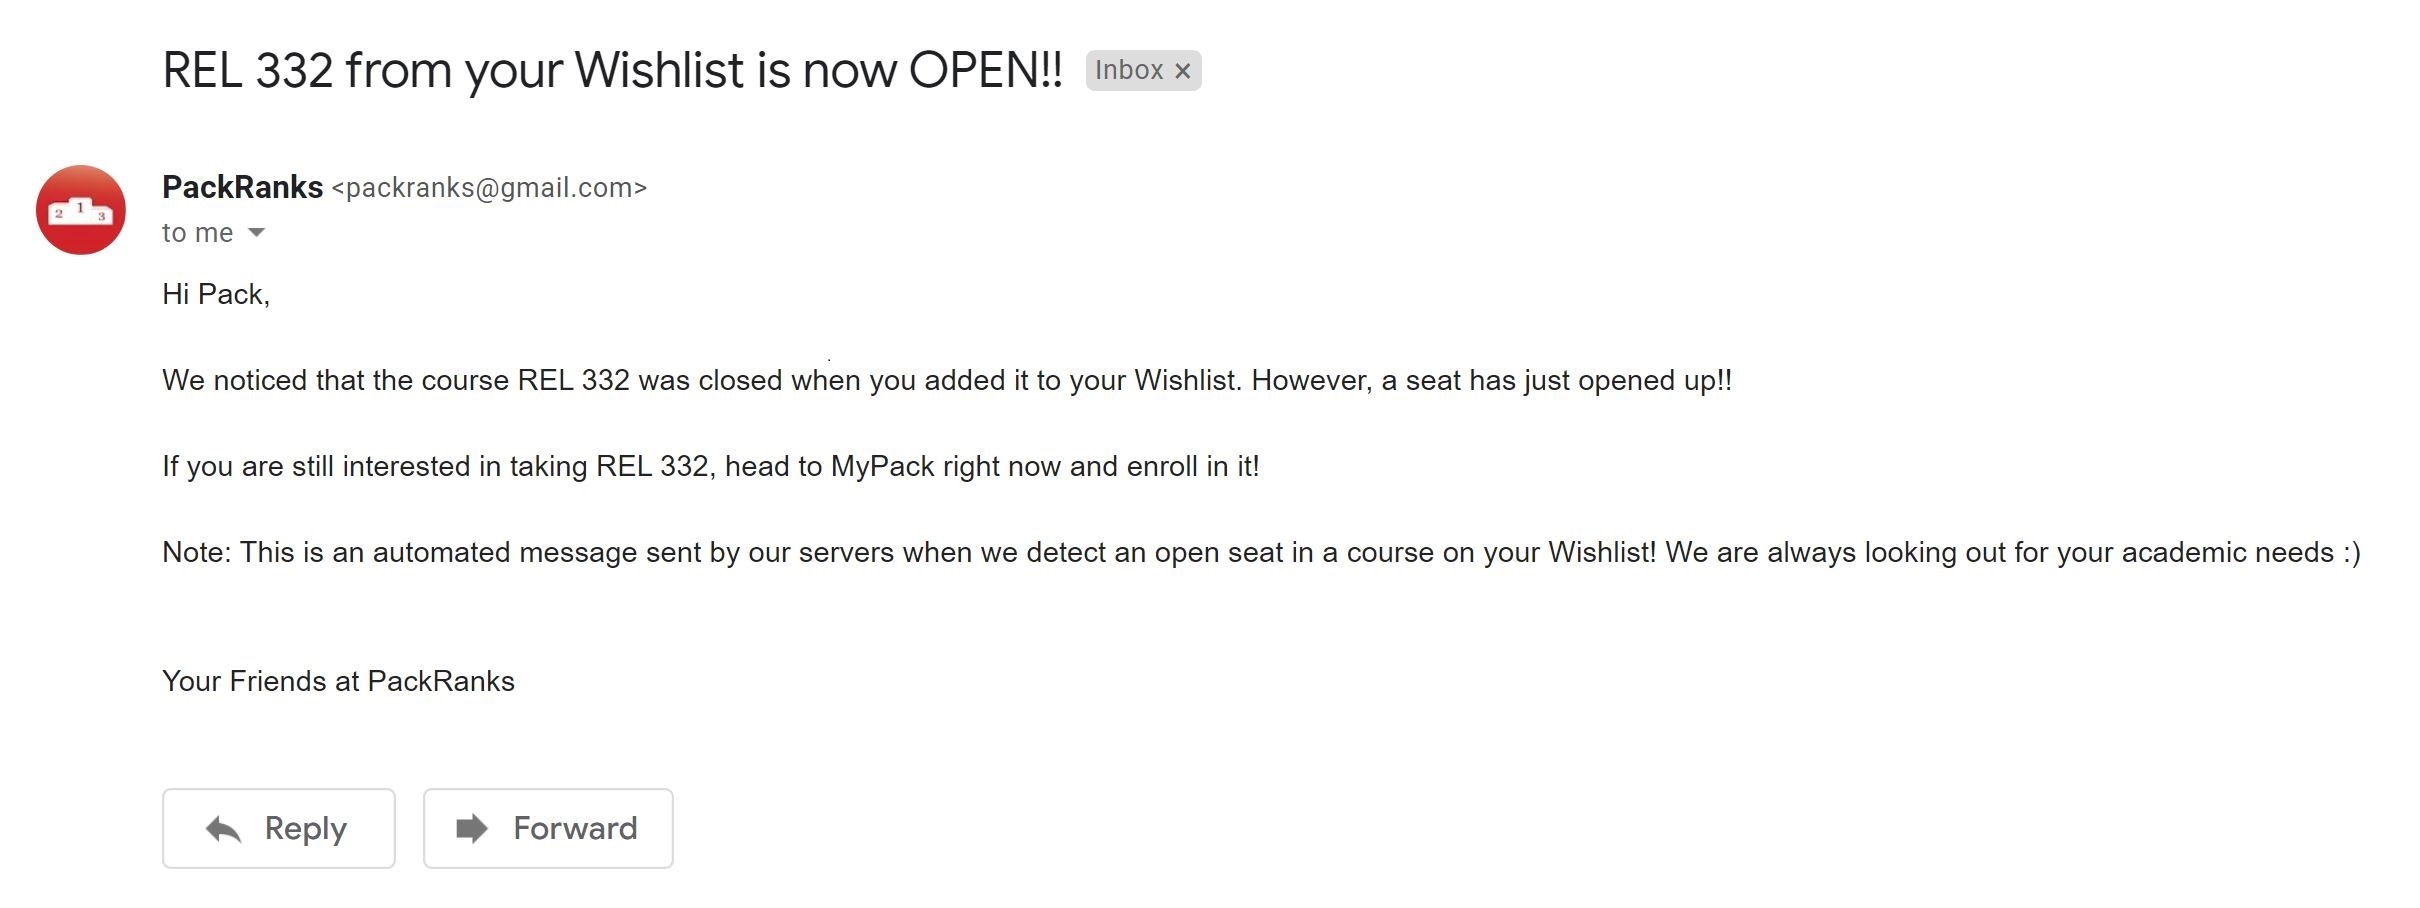 REL 332 from your Wishlist is now OPEN!! Inbox ×
PackRanks <packranks@gmail.com>
2 1 3
to me
Hi Pack,
We noticed that the course REL 332 was closed when you added it to your Wishlist. However, a seat has just opened up!!
If you are still interested in taking REL 332, head to MyPack right now and enroll in it!
Note: This is an automated message sent by our servers when we detect an open seat in a course on your Wishlist! We are always looking out for your academic needs :)
Your Friends at PackRanks
Reply Forward